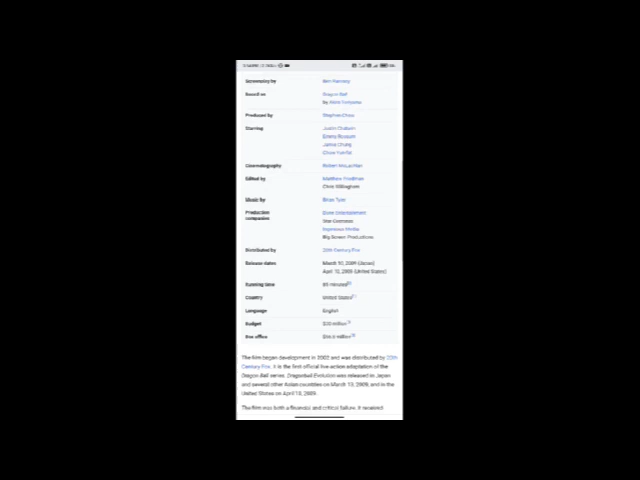 Screenplay by Ben Ramsey
Based on Dragon Ball
by Akira Toriyama
Produced by Stephen Chow
Starring Justin Chatwin
Emmy Rossum
Jamie Chung
Chow Yun-fat
Cinematography Robert McLachlan
Edited by Matthew Friedman
Chris Willingham
Music by Brian Tyler
Production companies Dune Entertainment
Star Overseas
Ingenious Media
Big Screen Productions
Distributed by 20th Century Fox
Release dates March 10, 2009 (Japan)
April 10, 2009 (United States)
Running time 85 minutes
Country United States
Language English
Budget $30 million
Box office
The film began development in 2002 and was distributed by 20th
Century Fox. It is the first official live-action adaptation of the
Dragon Ball series. Dragonball Evolution was released in Japan
and several other Asian countries on March 13, 2009, and in the
United States on April 10, 2009.
The film was both a financial and critical failure. It received